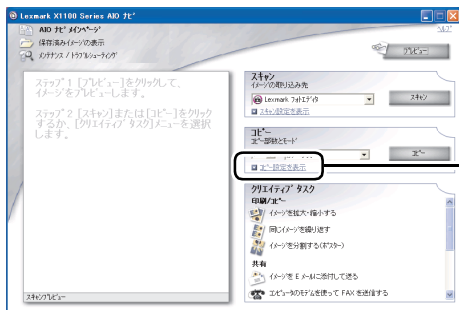 Lexmark X1100 Series AIO ナビ
AIO ナビ メインページ
保存済みイメージの表示
メンテナンス / トラブルシューティング
ヘルプ
プレビュー
ステップ 1 [プレビュー]をクリックして、
イメージをプレビューします。
ステップ 2 [スキャン]または[コピー]をクリック
するか、[クリエイティブ タスク]メニューを選択
します。
スキャン/プレビュー
スキャン
イメージの取り込み先
Lexmark フォトエディタ
スキャン
スキャン設定を表示
コピー
コピー部数とモード
コピー
コピー設定を表示
クリエイティブ タスク
印刷/コピー
イメージを拡大・縮小する
同じイメージを繰り返す
イメージを分割する(ポスター)
共有
イメージを E メールに添付して送る
コンピュータのモデムを使って FAX を送信する